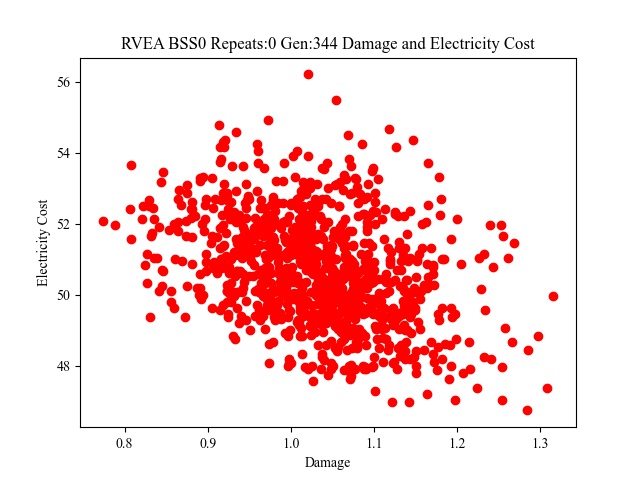 RVEA BSS0 Repeats:0 Gen:344 Damage and Electricity Cost
56
54
52
50
48
Electricity Cost
0.8 0.9 1.0 1.1 1.2 1.3
Damage